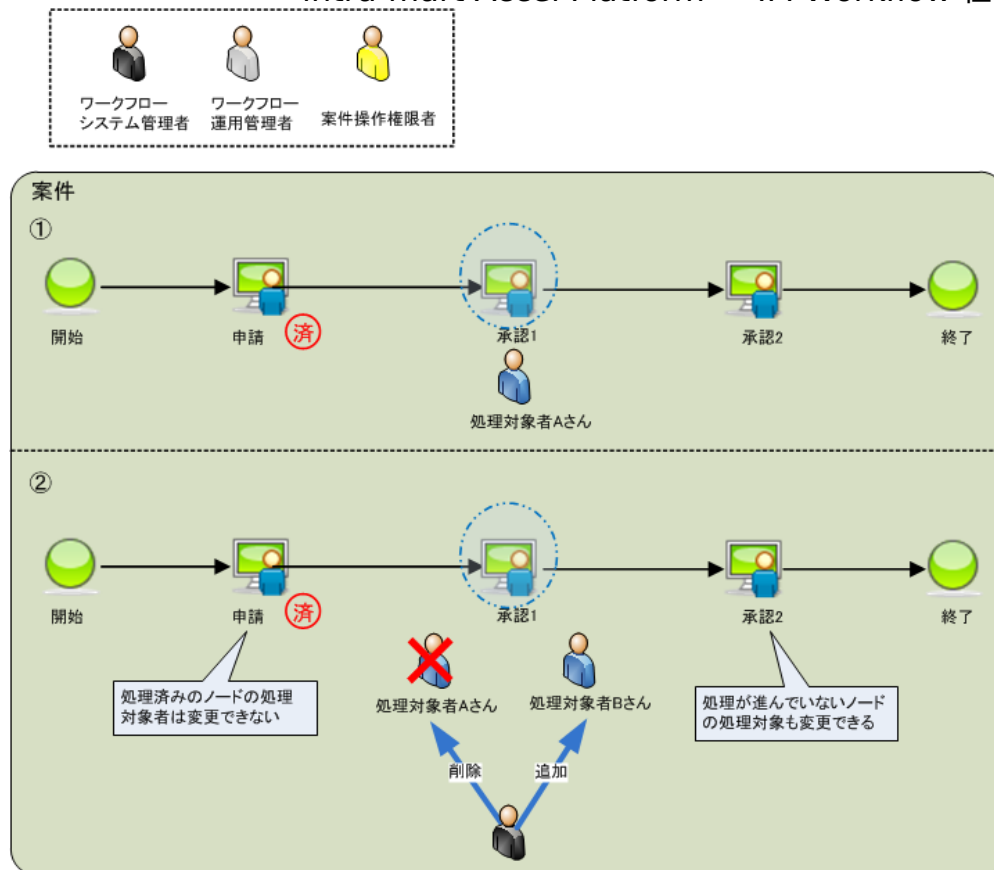 ワークフロー
システム管理者
ワークフロー
運用管理者
案件操作権限者
案件
①
開始
申請
済
承認1
承認2
終了
処理対象者Aさん
②
開始
申請
済
承認1
承認2
終了
処理済みのノードの処理
対象者は変更できない
処理対象者Aさん
処理対象者Bさん
処理が進んでいないノード
の処理対象も変更できる
削除
追加